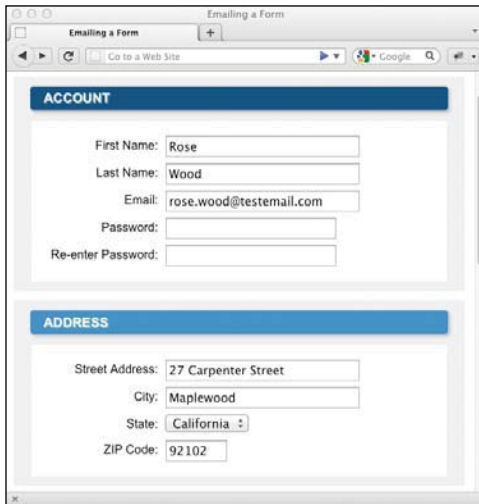 Emailing a Form
Emailing a Form +
Go to a Web Site Google
ACCOUNT
First Name: Rose
Last Name: Wood
Email: rose.wood@testemail.com
Password:
Re-enter Password:
ADDRESS
Street Address: 27 Carpenter Street
City: Maplewood
State: California
ZIP Code: 92102